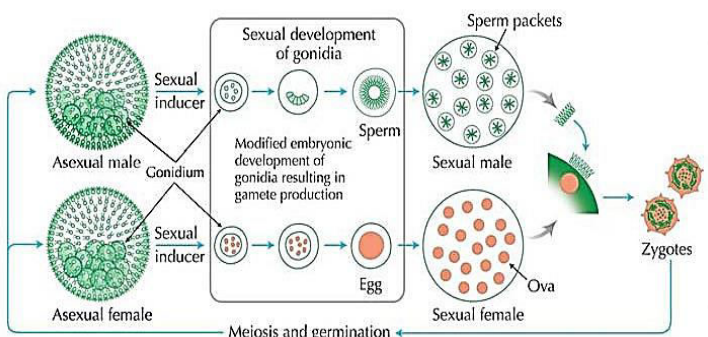 Sexual development
of gonidia
Sperm packets
Sexual
inducer
Sperm
Asexual male
Gonidium
Modified embryonic
development of
gonidia resulting in
gamete production
Sexual male
Sexual
inducer
Egg
Ova
Zygotes
Asexual female
Sexual female
Meiosis and germination